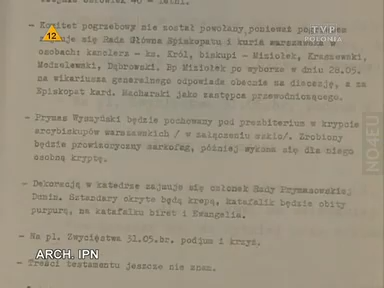 - Komitet pogrzebowy nie został powołany ponieważ
się Rada Główna Episkopatu i kuria warszawska w
osobach: kanclerz - ks. Król, biskupi - Miziołek, Kraszewski,
Modzelewski, Dąbrowski. Bp Miziołek po wyborze w dniu 28.05.
na wikariusza generalnego odpowiada obecnie za diecezję, a za
Episkopat kard. Macharski jako zastępca przewodniczącego.
- Prymas Wyszyński będzie pochowany pod presbiterium w krypcie
arcybiskupów warszawskich / w załączeniu szkic/. Zrobiony
będzie prowizoryczny sarkofag, później wykona się dla niego
osobną kryptę.
- Dekoracją w katedrze zajmuje się członek Rady Prymasowskiej
Dunin. Sztandary okryte będą krepą, katafalk będzie obity
purpurą, na katafalku biret i Ewangelia.
- Na pl. Zwycięstwa 31.05.br. podjum i krzyż.
- Treści testamentu jeszcze nie znam.
12
TVP
POLONIA
NO4EU
ARCH. IPN